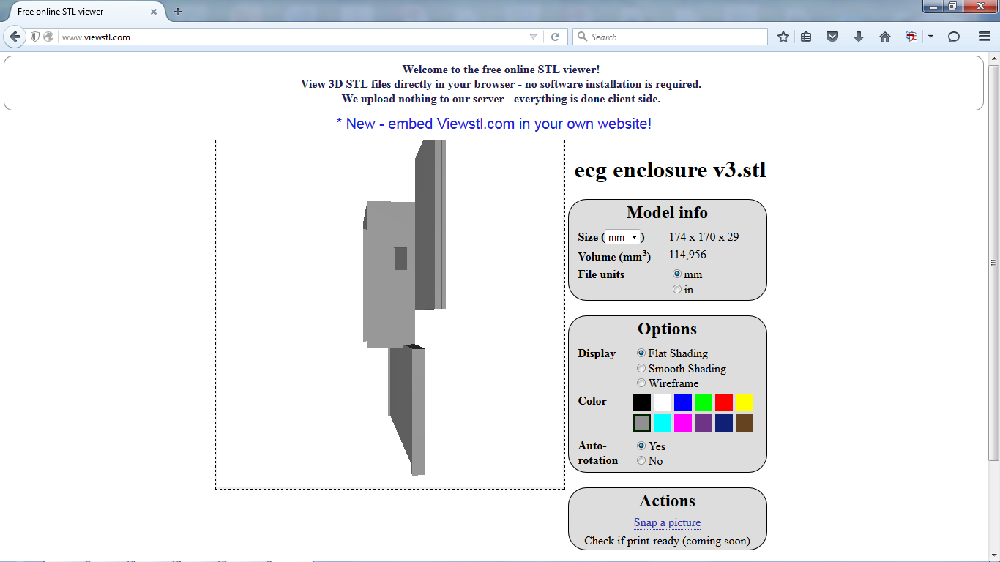 Free online STL viewer
www.viewstl.com
Search
Welcome to the free online STL viewer!
View 3D STL files directly in your browser - no software installation is required.
We upload nothing to our server - everything is done client side.
* New - embed Viewstl.com in your own website!
ecg enclosure v3.stl
Model info
Size (mm) 174 x 170 x 29
Volume (mm³) 114,956
File units mm
in
Options
Display Flat Shading
Smooth Shading
Wireframe
Color
Auto- Yes
rotation No
Actions
Snap a picture
Check if print-ready (coming soon)